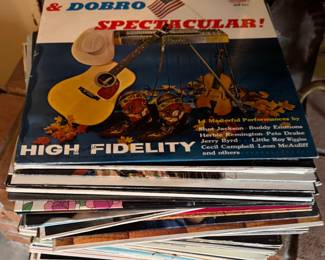 & DOBRO
SPECTACULAR!
14 Masterful Performances by
Shot Jackson · Buddy Emmons
Herbie Remington · Pete Drake
Jerry Byrd · Little Roy Wiggins
Cecil Campbell Leon McAuliff
and others
HIGH FIDELITY